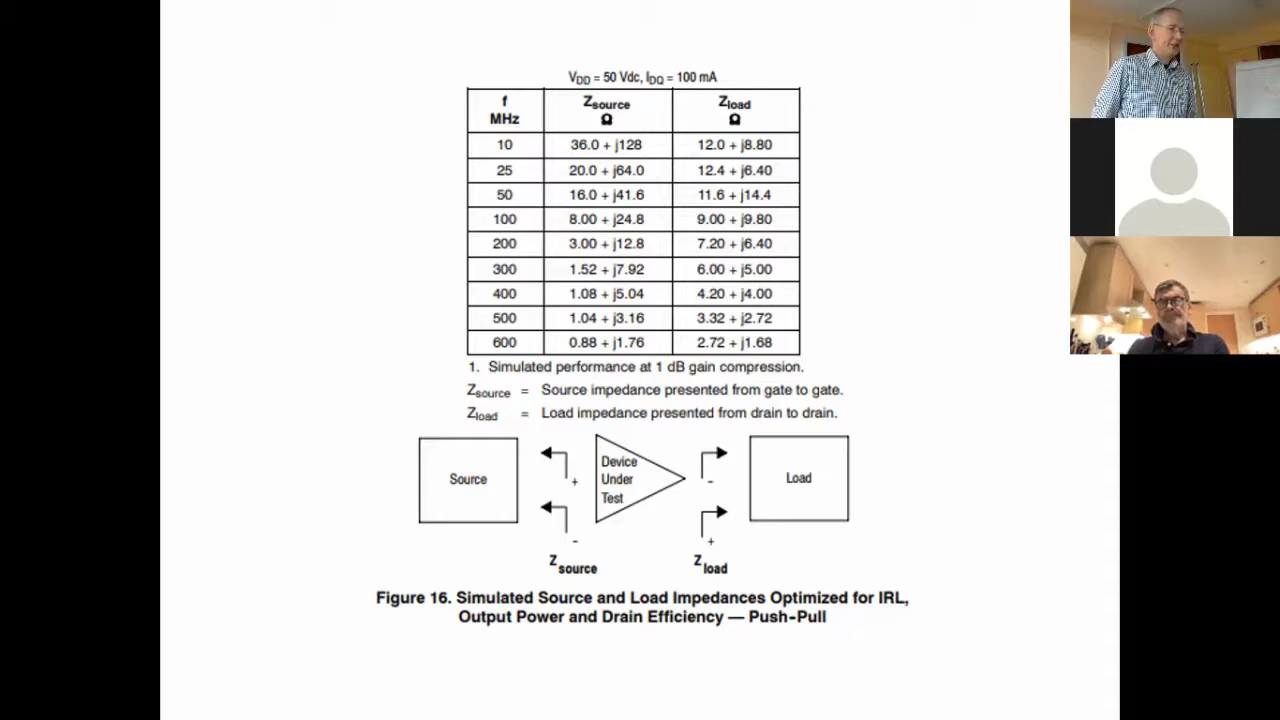 VDD = 50 Vdc, IDQ = 100 mA
f MHz Zsource Ω Zload Ω
10 36.0 + j128 12.0 + j8.80
25 20.0 + j64.0 12.4 + j6.40
50 16.0 + j41.6 11.6 + j14.4
100 8.00 + j24.8 9.00 + j9.80
200 3.00 + j12.8 7.20 + j6.40
300 1.52 + j7.92 6.00 + j5.00
400 1.08 + j5.04 4.20 + j4.00
500 1.04 + j3.16 3.32 + j2.72
600 0.88 + j1.76 2.72 + j1.68
1. Simulated performance at 1 dB gain compression.
Zsource = Source impedance presented from gate to gate.
Zload = Load impedance presented from drain to drain.
Source
+
-
Device
Under
Test
-
+
Load
Z source
Z load
Figure 16. Simulated Source and Load Impedances Optimized for IRL,
Output Power and Drain Efficiency — Push-Pull